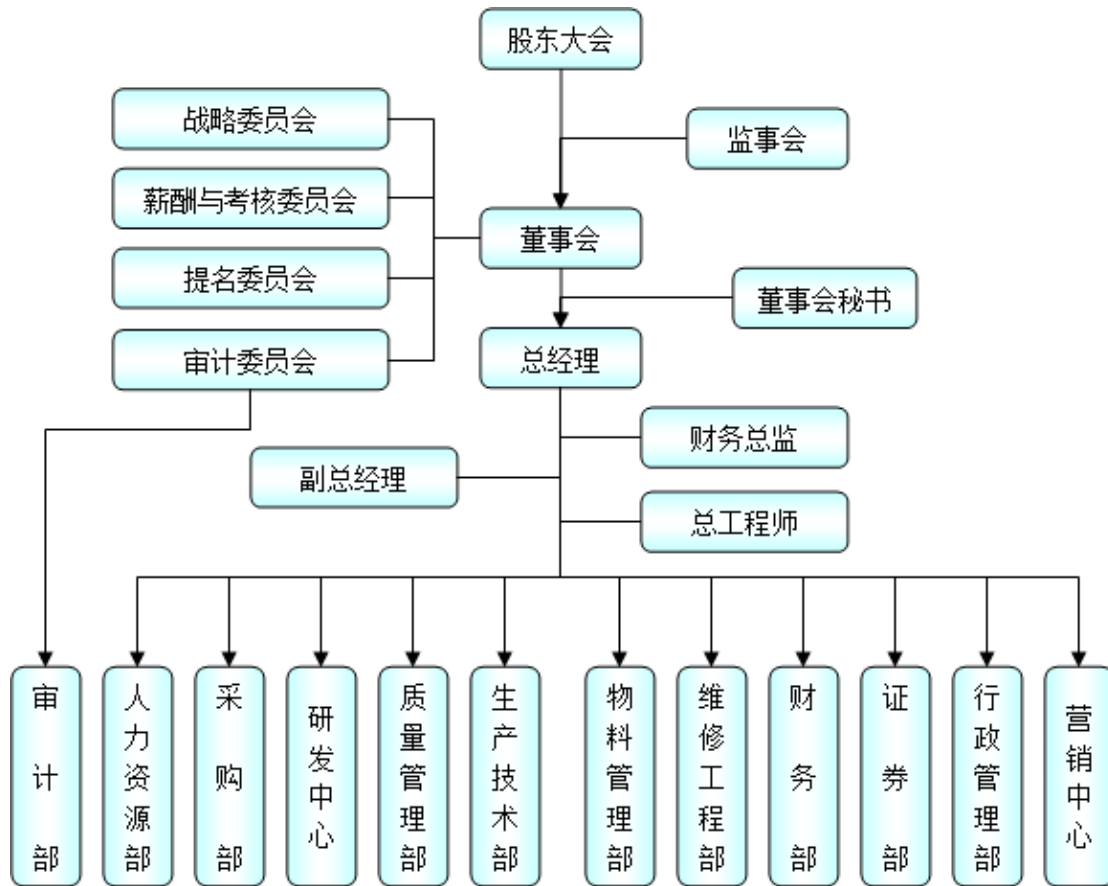 股东大会
战略委员会
监事会
薪酬与考核委员会
董事会
提名委员会
董事会秘书
审计委员会
总经理
财务总监
副总经理
总工程师
审计部
人力资源部
采购部
研发中心
质量管理部
生产技术部
物料管理部
维修工程部
财务部
证券部
行政管理部
营销中心